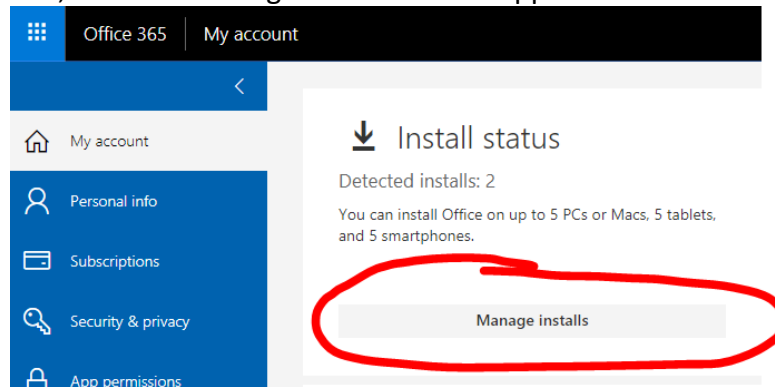 Office 365 My account
My account
Personal info
Subscriptions
Security & privacy
App permissions
Install status
Detected installs: 2
You can install Office on up to 5 PCs or Macs, 5 tablets,
and 5 smartphones.
Manage installs